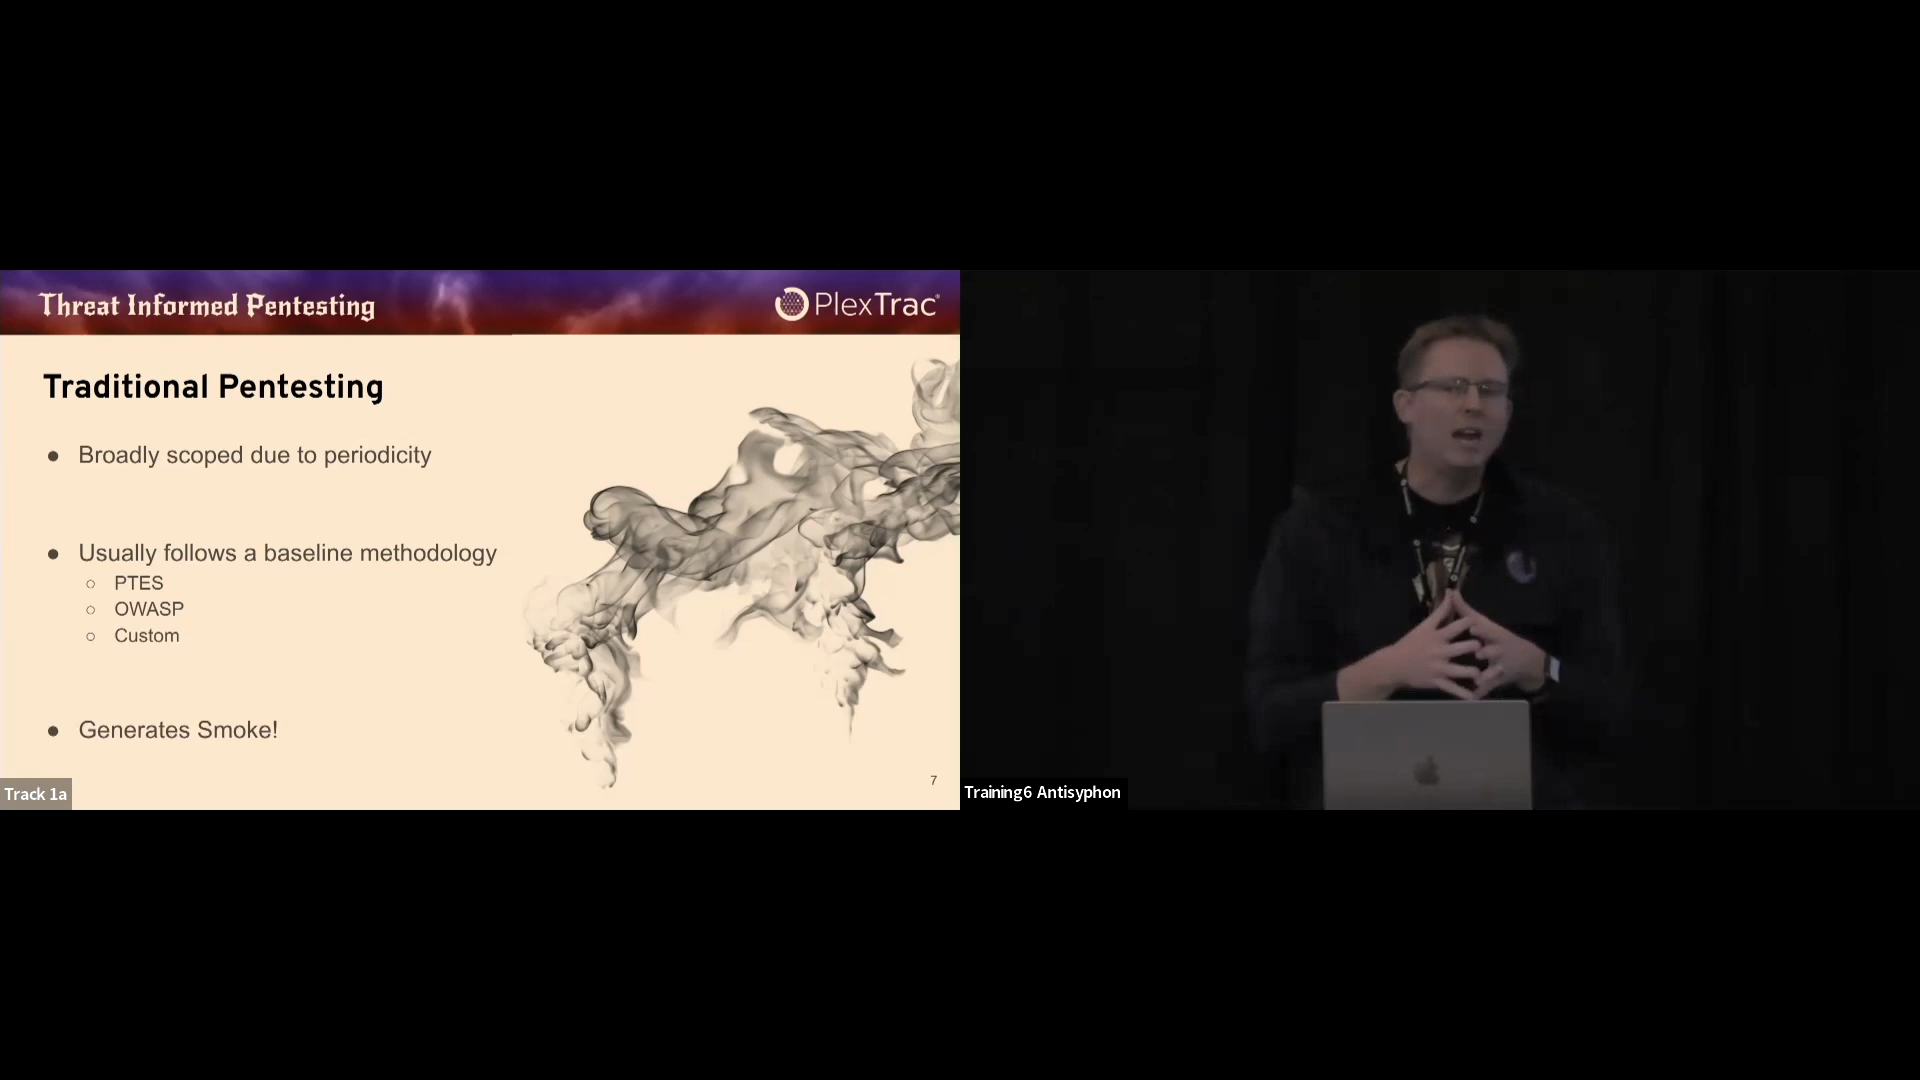 Threat Informed Pentesting
PlexTrac®
Traditional Pentesting
● Broadly scoped due to periodicity
● Usually follows a baseline methodology
○ PTES
○ OWASP
○ Custom
● Generates Smoke!
7
Track 1a
Training6 Antisyphon